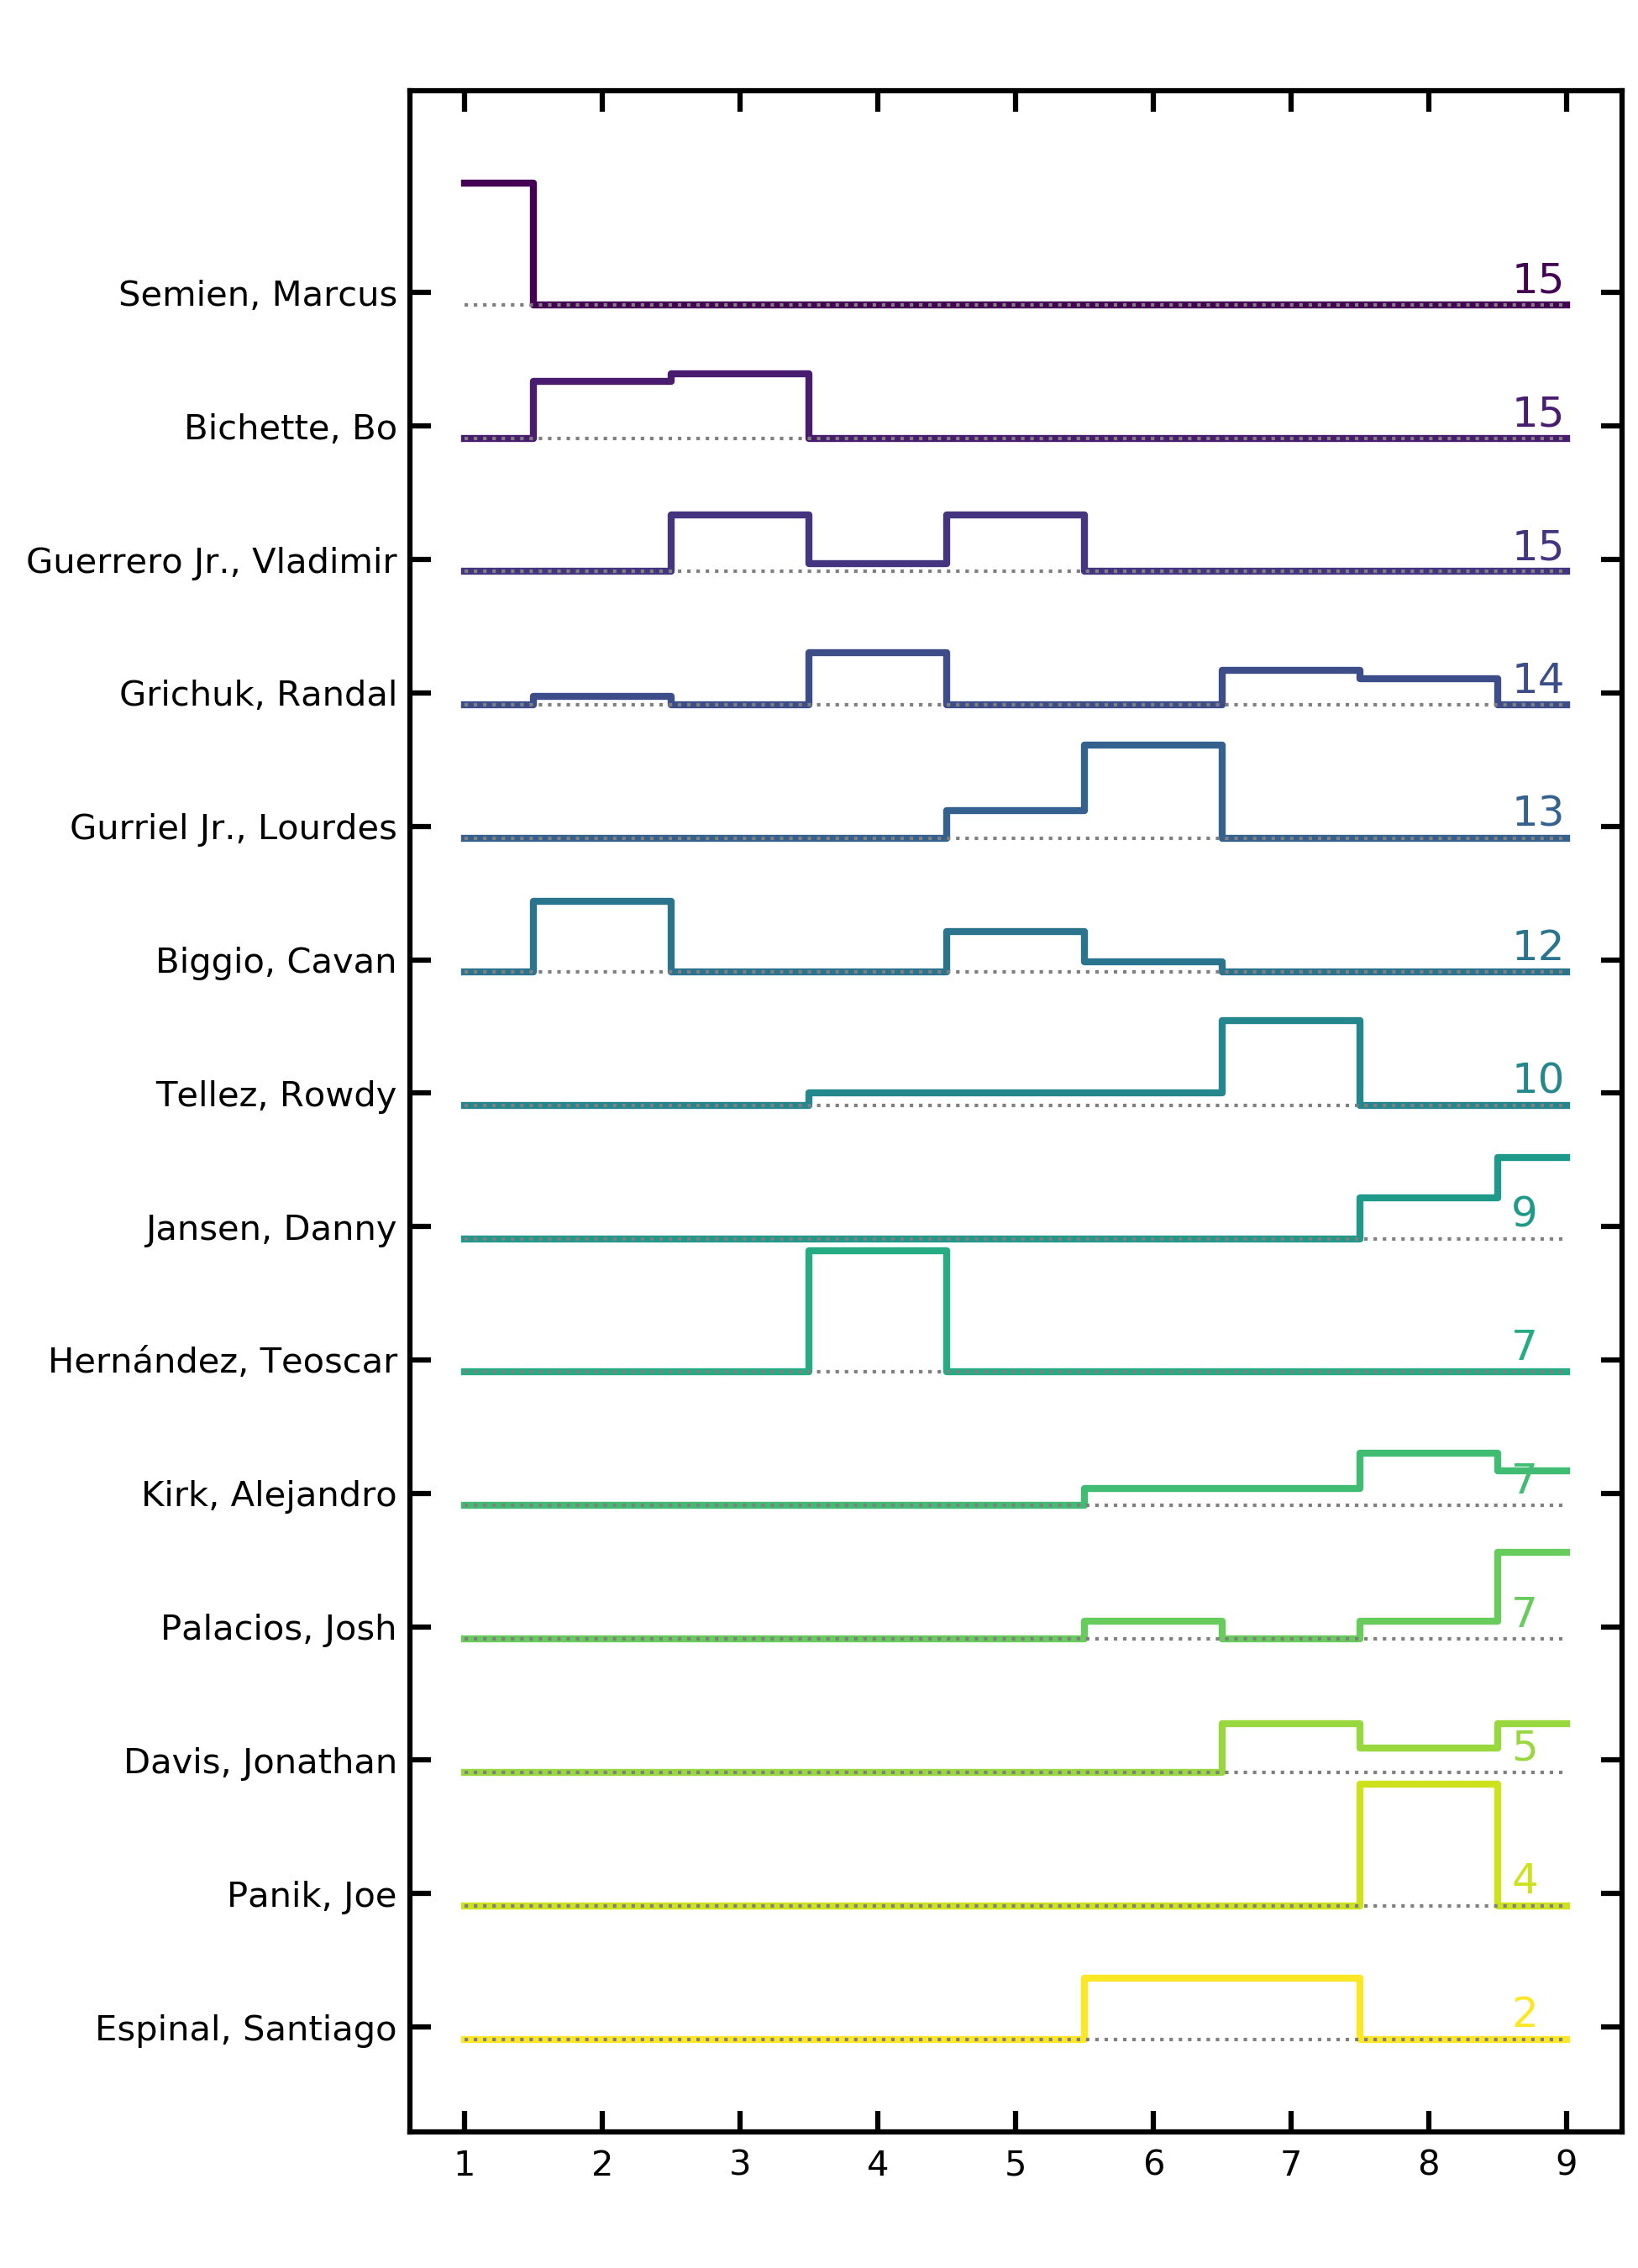 Semien, Marcus 15
Bichette, Bo 15
Guerrero Jr., Vladimir 15
Grichuk, Randal 14
Gurriel Jr., Lourdes 13
Biggio, Cavan 12
Tellez, Rowdy 10
Jansen, Danny 9
Hernández, Teoscar 7
Kirk, Alejandro 7
Palacios, Josh 7
Davis, Jonathan 5
Panik, Joe 4
Espinal, Santiago 2
1 2 3 4 5 6 7 8 9